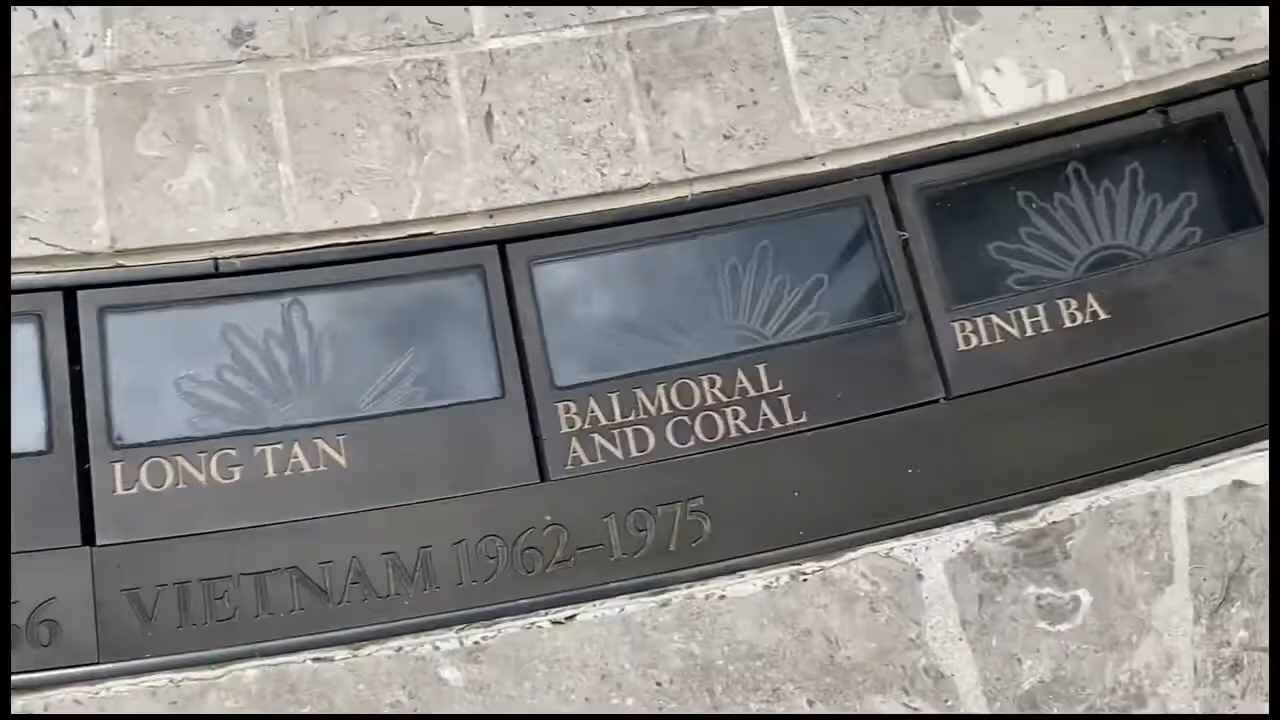 LONG TAN
BALMORAL
AND CORAL
BINH BA
VIETNAM 1962–1975